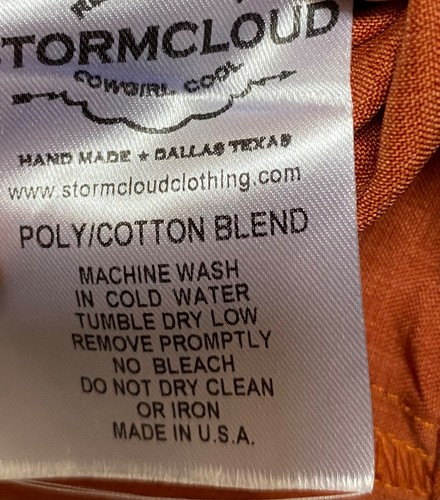 STORMCLOUD
COWGIRL COOL
HAND MADE ★ DALLAS TEXAS
www.stormcloudclothing.com
POLY/COTTON BLEND
MACHINE WASH
IN COLD WATER
TUMBLE DRY LOW
REMOVE PROMPTLY
NO BLEACH
DO NOT DRY CLEAN
OR IRON
MADE IN U.S.A.